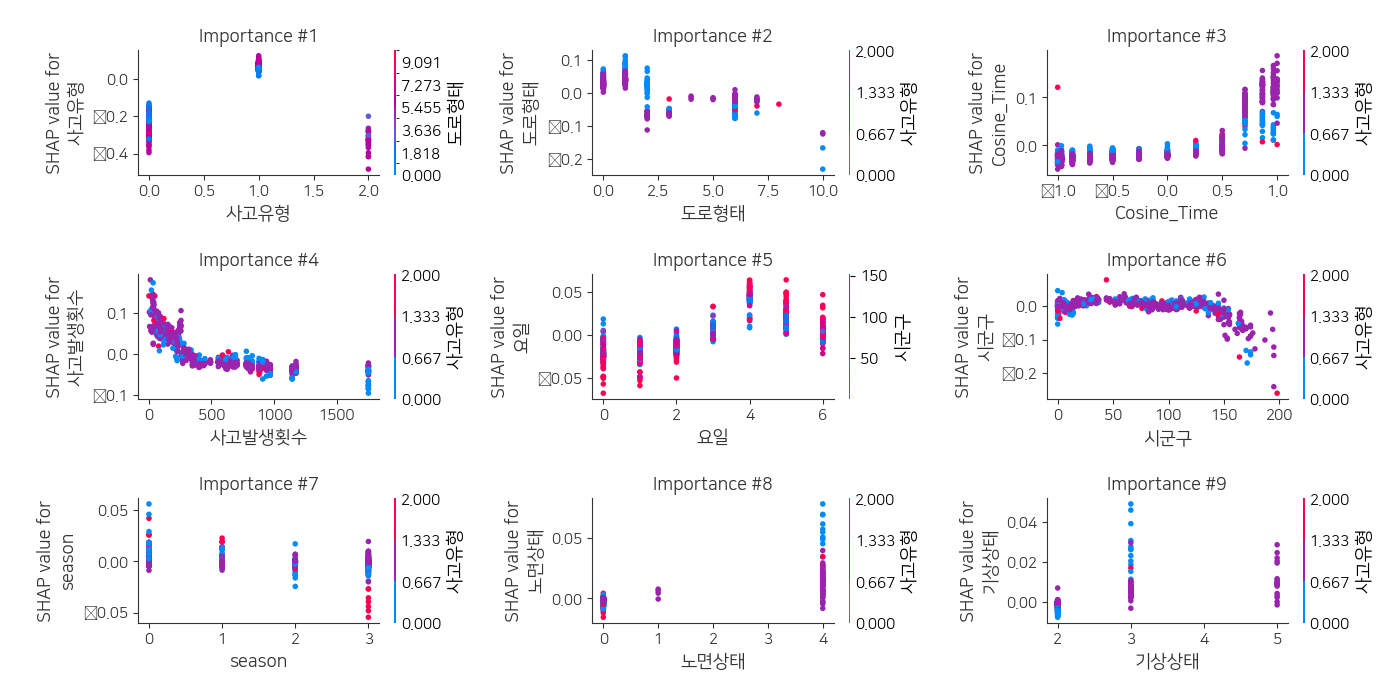 Importance #1
SHAP value for
사고유형
0.0
0.2
0.4
0.0
0.5
1.0
1.5
2.0
사고유형
9.091
7.273
5.455
3.636
1.818
0.000
도로형태
Importance #2
SHAP value for
도로형태
0.1
0.0
0.1
0.2
0.0
2.5
5.0
7.5
10.0
도로형태
2.000
1.333
0.667
0.000
사고유형
Importance #3
SHAP value for
Cosine_Time
0.1
0.0
1.0
0.5
0.0
0.5
1.0
Cosine_Time
2.000
1.333
0.667
0.000
사고유형
Importance #4
SHAP value for
사고발생횟수
0.1
0.0
0.1
0
500
1000
1500
사고발생횟수
2.000
1.333
0.667
0.000
사고유형
Importance #5
SHAP value for
요일
0.05
0.00
0.05
0
2
4
6
요일
150
100
50
시군구
Importance #6
SHAP value for
시군구
0.0
0.1
0.2
0
50
100
150
200
시군구
2.000
1.333
0.667
0.000
사고유형
Importance #7
SHAP value for
season
0.05
0.00
0.05
0
1
2
3
season
2.000
1.333
0.667
0.000
사고유형
Importance #8
SHAP value for
노면상태
0.05
0.00
0
1
2
3
4
노면상태
2.000
1.333
0.667
0.000
사고유형
Importance #9
SHAP value for
기상상태
0.04
0.02
0.00
2
3
4
5
기상상태
2.000
1.333
0.667
0.000
사고유형